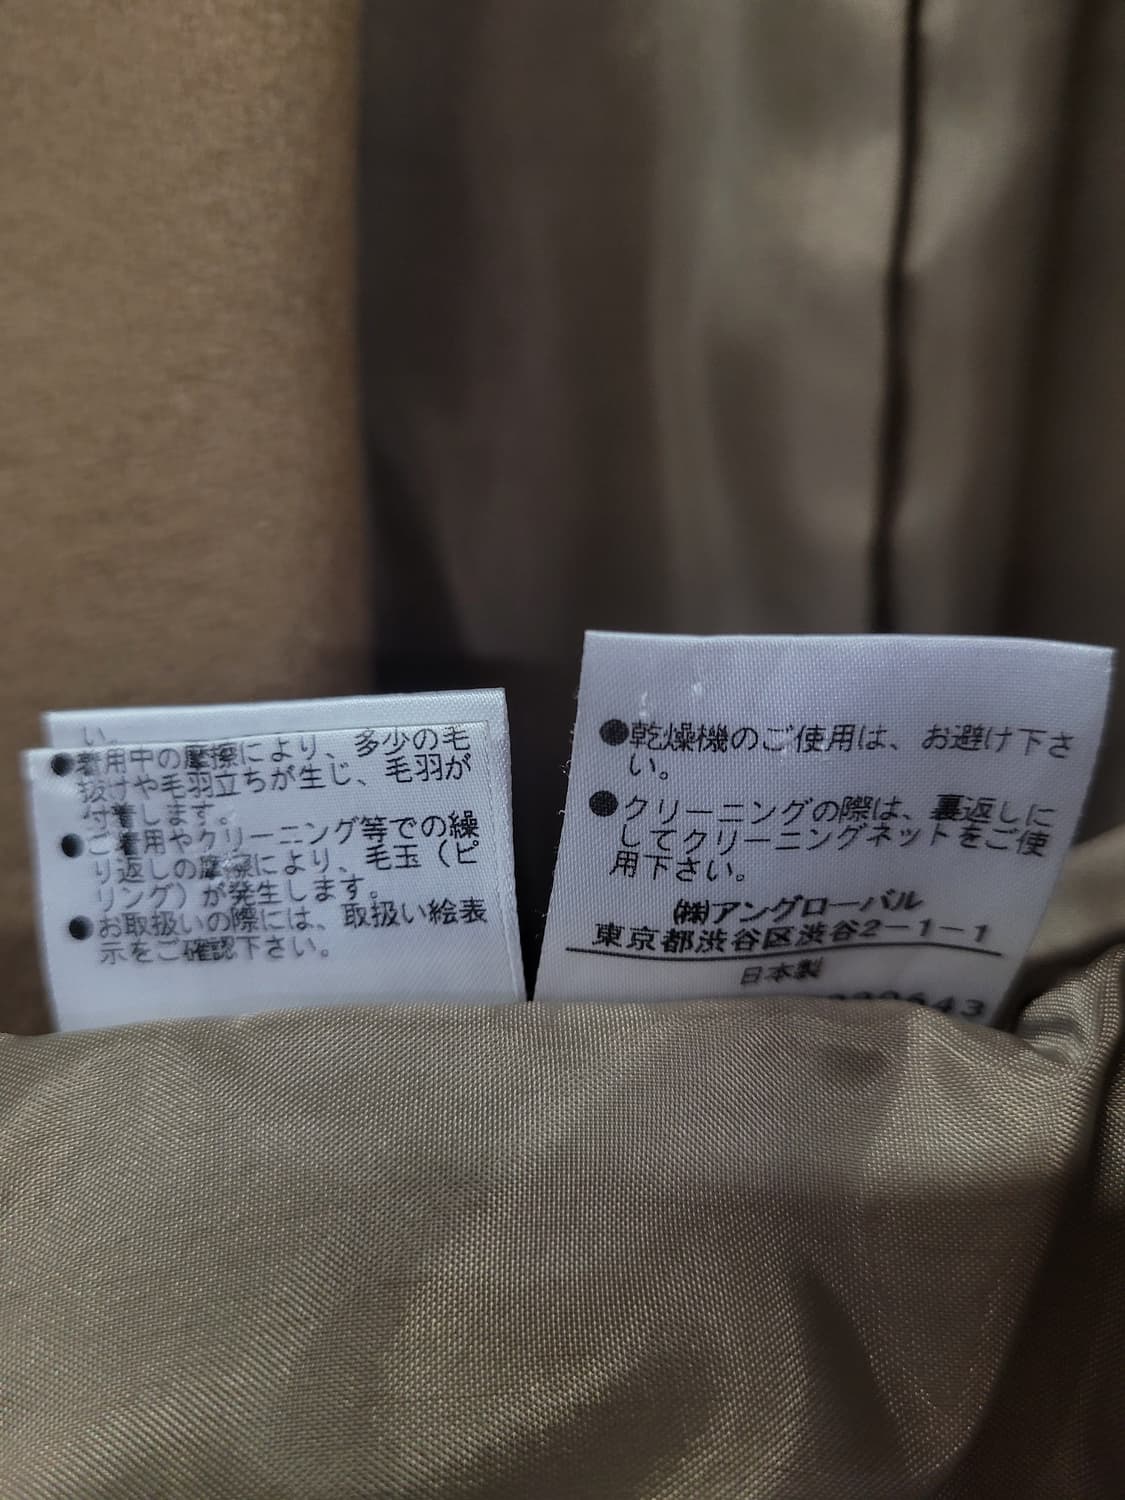 い。
●着用中の摩擦により、多少の毛
抜けや毛羽立ちが生じ、毛羽が
付着します。
●ご着用やクリーニング等での繰
り返しの摩擦により、毛玉（ピ
リング）が発生します。
●お取扱いの際には、取扱い絵表
示をご確認下さい。
●乾燥機のご使用は、お避け下さ
い。
●クリーニングの際は、裏返しに
してクリーニングネットをご使
用下さい。
㈱アングローバル
東京都渋谷区渋谷2-1-1
日本製